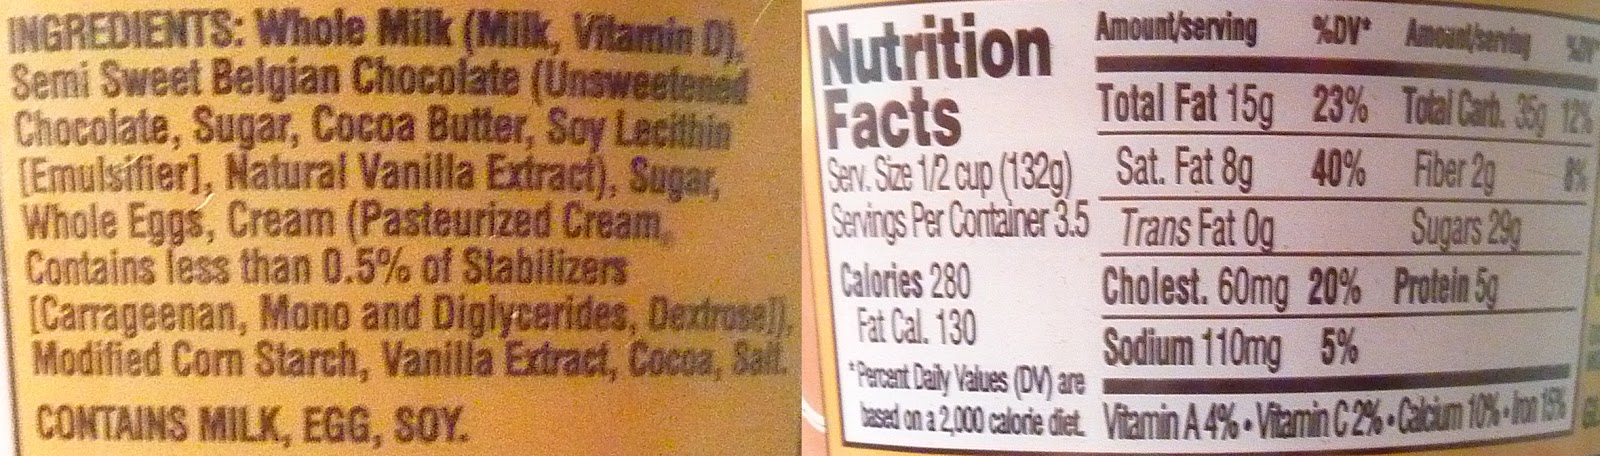 INGREDIENTS: Whole Milk (Milk, Vitamin D),
Semi Sweet Belgian Chocolate (Unsweetened
Chocolate, Sugar, Cocoa Butter, Soy Lecithin
[Emulsifier], Natural Vanilla Extract), Sugar,
Whole Eggs, Cream (Pasteurized Cream,
Contains less than 0.5% of Stabilizers
[Carrageenan, Mono and Diglycerides, Dextrose]),
Modified Corn Starch, Vanilla Extract, Cocoa, Salt.
CONTAINS MILK, EGG, SOY.
Nutrition
Facts
Serv. Size 1/2 cup (132g)
Servings Per Container 3.5
Calories 280
Fat Cal. 130
*Percent Daily Values (DV) are
based on a 2,000 calorie diet.
Amount/serving %DV* Amount/serving %DV*
Total Fat 15g 23% Total Carb. 35g 12%
Sat. Fat 8g 40% Fiber 2g 8%
Trans Fat 0g Sugars 29g
Cholest. 60mg 20% Protein 5g
Sodium 110mg 5%
Vitamin A 4% • Vitamin C 2% • Calcium 10% • Iron 15%